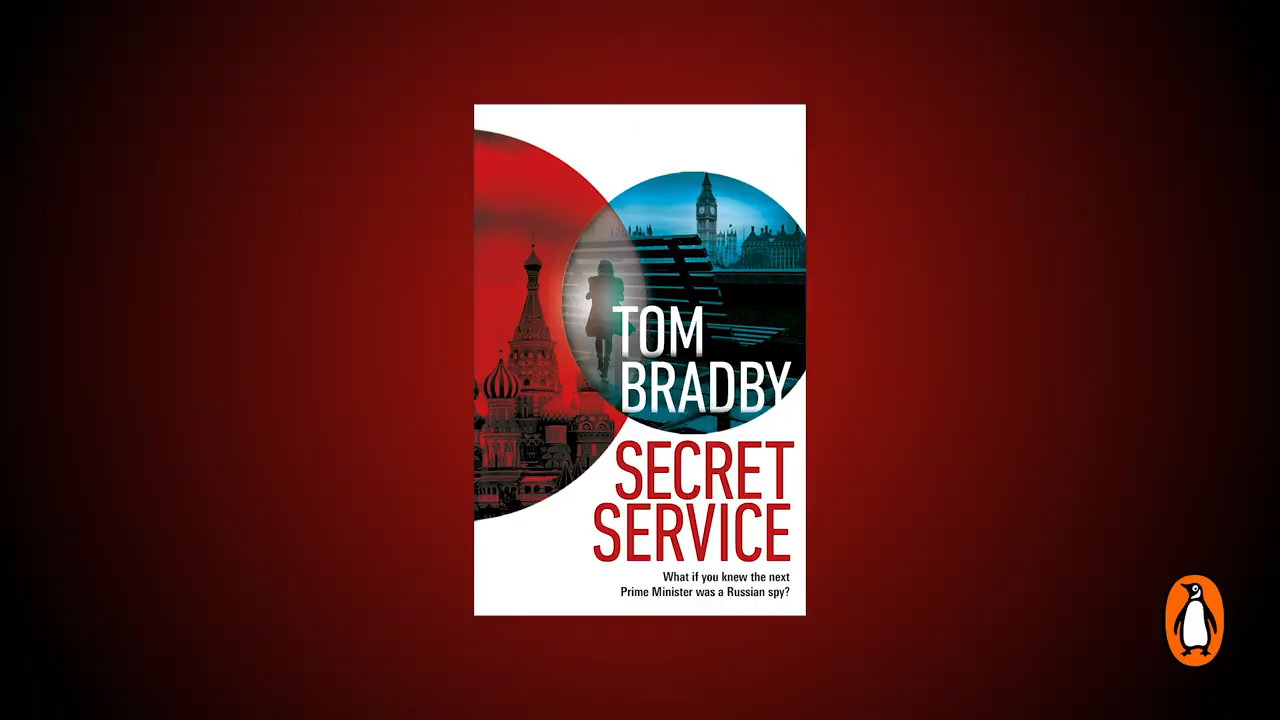 TOM
BRADBY
SECRET
SERVICE
What if you knew the next
Prime Minister was a Russian spy?